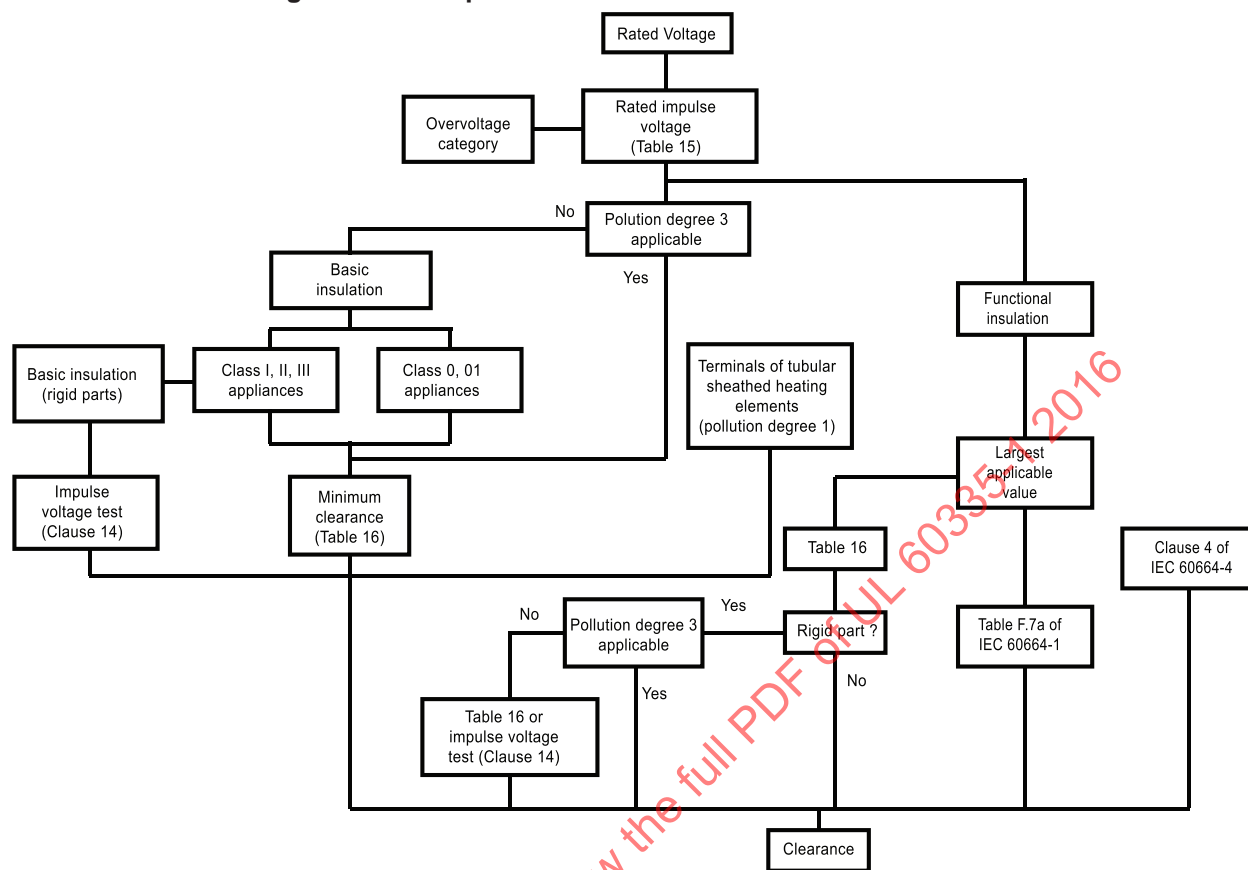 Rated Voltage
Rated impulse
voltage
(Table 15)
Overvoltage
category
No
Polution degree 3
applicable
Yes
Basic
insulation
Functional
insulation
Basic insulation
(rigid parts)
Class I, II, III
appliances
Class 0, 01
appliances
Terminals of tubular
sheathed heating
elements
(pollution degree 1)
Largest
applicable
value
Impulse
voltage test
(Clause 14)
Minimum
clearance
(Table 16)
Table 16
Clause 4 of
IEC 60664-4
No
Pollution degree 3
applicable
Yes
Rigid part ?
Table F.7a of
IEC 60664-1
Yes
No
Table 16 or
impulse voltage
test (Clause 14)
Clearance
the full PDF of UL 60335-1 2016